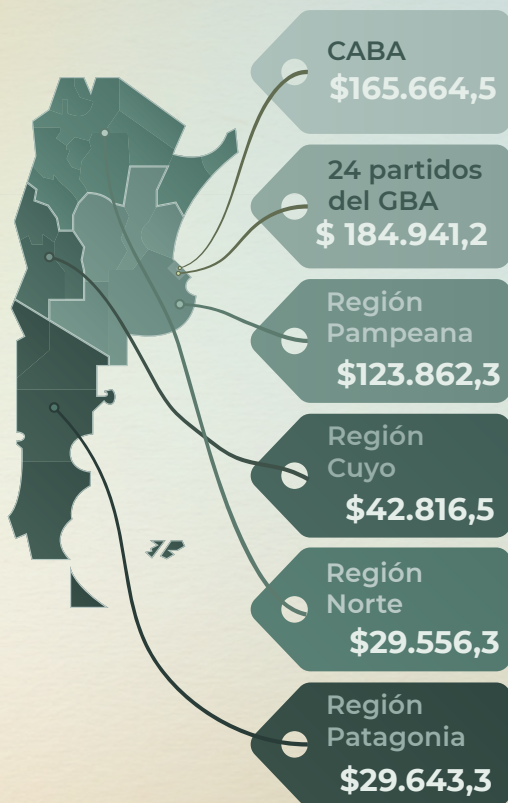 CABA
$165.664,5
24 partidos
del GBA
$ 184.941,2
Región
Pampeana
$123.862,3
Región
Cuyo
$42.816,5
Región
Norte
$29.556,3
Región
Patagonia
$29.643,3